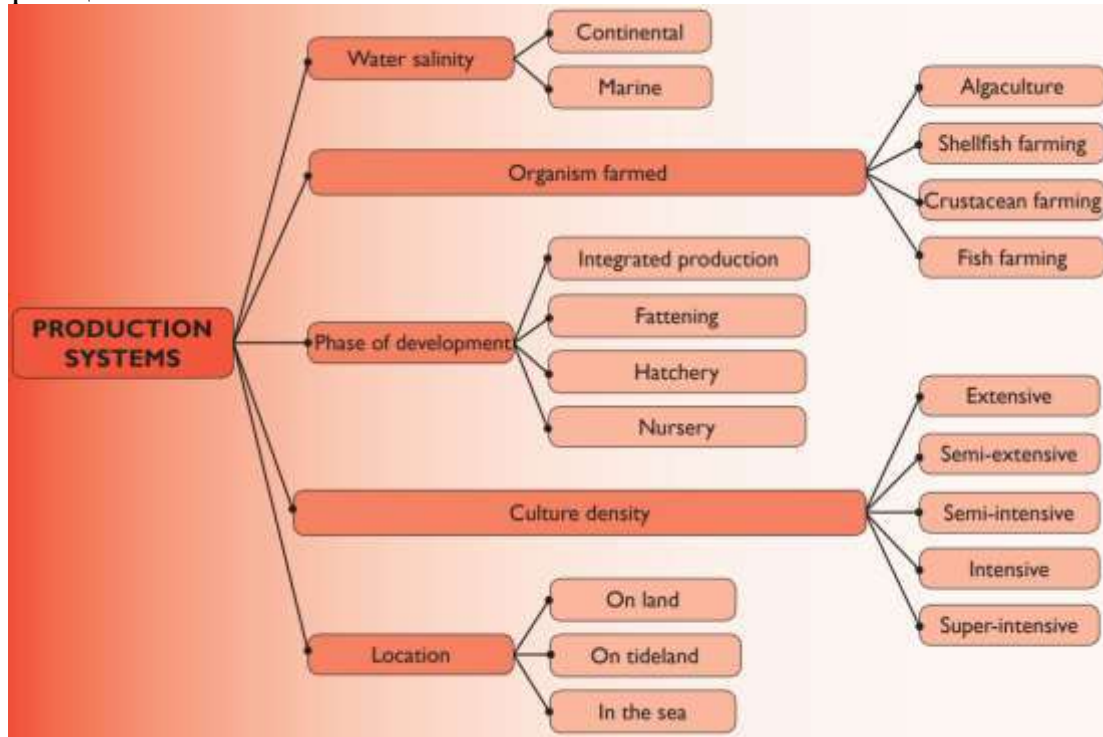 Water salinity
Continental
Marine
Organism farmed
Algaculture
Shellfish farming
Crustacean farming
Fish farming
PRODUCTION
SYSTEMS
Phase of development
Integrated production
Fattening
Hatchery
Nursery
Culture density
Extensive
Semi-extensive
Semi-intensive
Intensive
Super-intensive
Location
On land
On tideland
In the sea